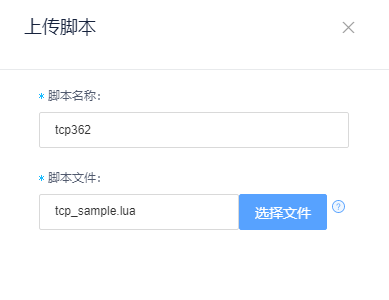 上传脚本
* 脚本名称:
tcp362
* 脚本文件:
tcp_sample.lua
选择文件
?